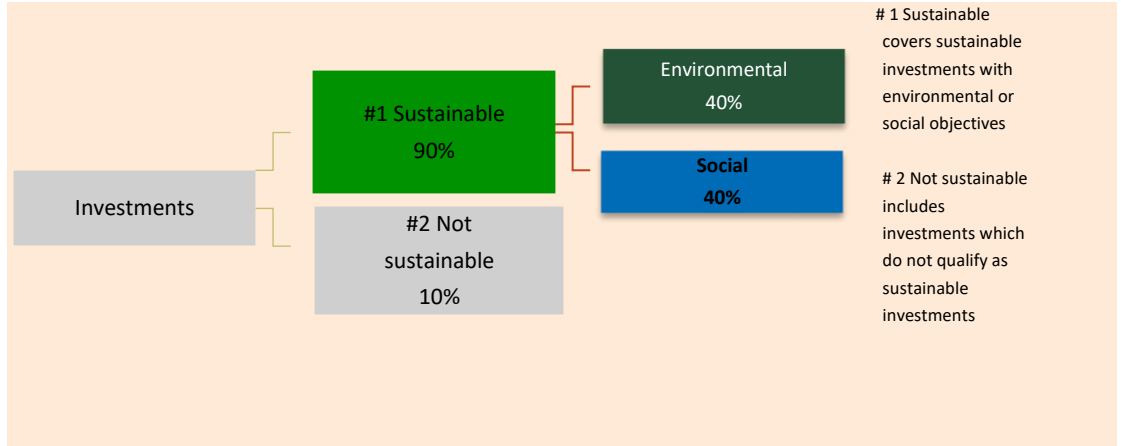 Investments
#1 Sustainable
90%
#2 Not
sustainable
10%
Environmental
40%
Social
40%
# 1 Sustainable
covers sustainable
investments with
environmental or
social objectives
# 2 Not sustainable
includes
investments which
do not qualify as
sustainable
investments